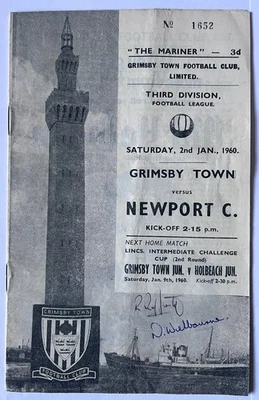 Nº 1652
"THE MARINER" — 3d
GRIMSBY TOWN FOOTBALL CLUB,
LIMITED.
THIRD DIVISION,
FOOTBALL LEAGUE.
SATURDAY, 2nd JAN., 1960.
GRIMSBY TOWN
versus
NEWPORT C.
KICK-OFF 2-15 p.m.
NEXT HOME MATCH
LINCS. INTERMEDIATE CHALLENGE
CUP (2nd Round)
GRIMSBY TOWN JUN. v HOLBEACH JUN.
Saturday, Jan. 9th, 1960. Kick-off 2-30 p.m.
D. Welbourne.
GRIMSBY TOWN
FOOTBALL CLUB